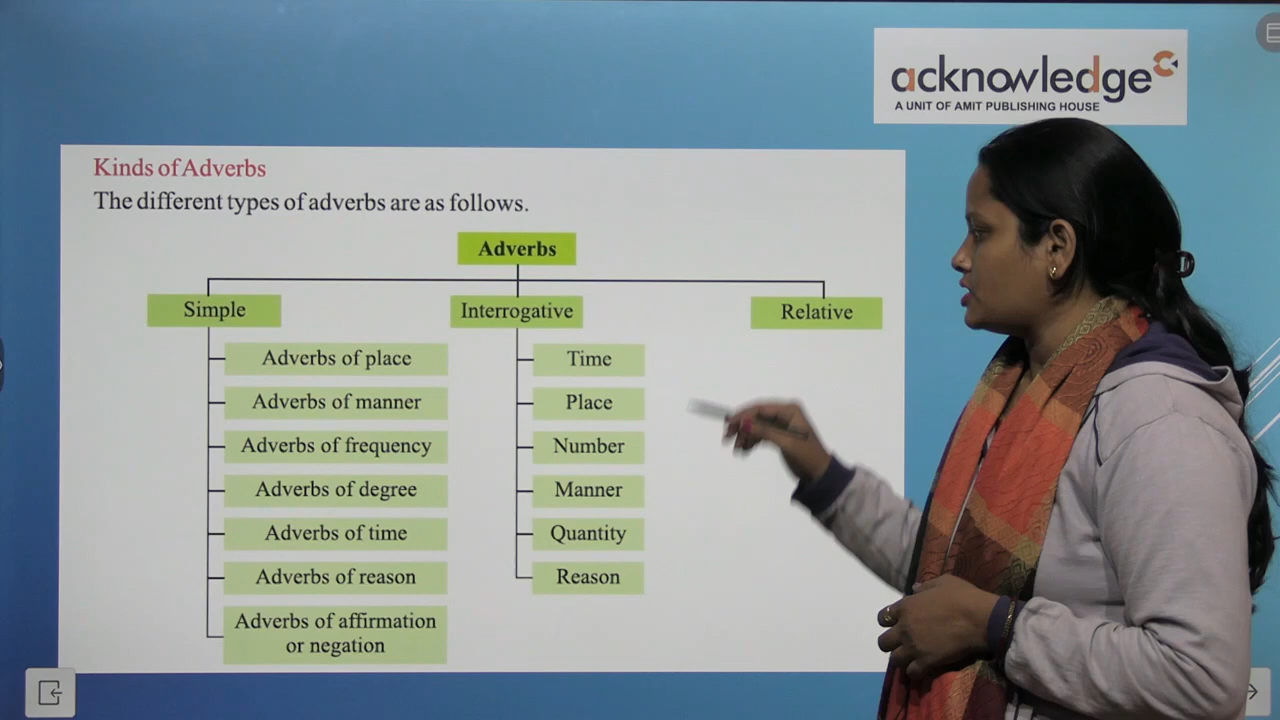 acknowledge
A UNIT OF AMIT PUBLISHING HOUSE
Kinds of Adverbs
The different types of adverbs are as follows.
Adverbs
Simple
Interrogative
Relative
Adverbs of place
Adverbs of manner
Adverbs of frequency
Adverbs of degree
Adverbs of time
Adverbs of reason
Adverbs of affirmation
or negation
Time
Place
Number
Manner
Quantity
Reason